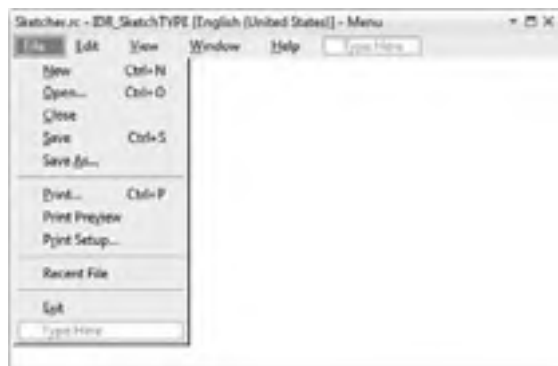 Sketcher.rc - IDR_SketchTYPE [English (United States)] - Menu
File Edit View Window Help Type Here
New Ctrl+N
Open... Ctrl+O
Close
Save Ctrl+S
Save As...
Print... Ctrl+P
Print Preview
Print Setup...
Recent File
Exit
Type Here